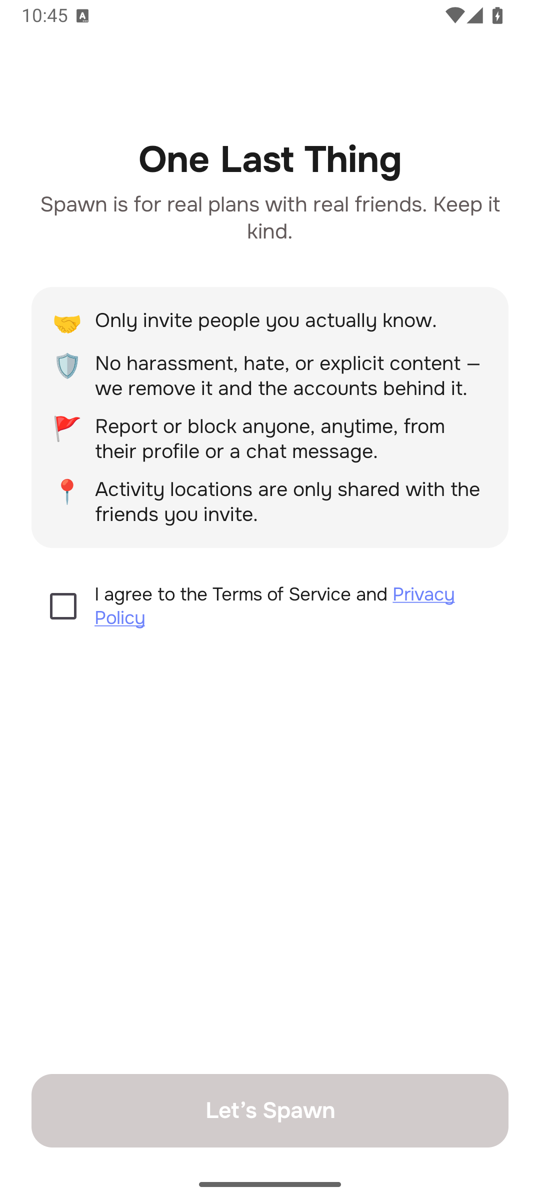 10:45
One Last Thing
Spawn is for real plans with real friends. Keep it
kind.
Only invite people you actually know.
No harassment, hate, or explicit content —
we remove it and the accounts behind it.
Report or block anyone, anytime, from
their profile or a chat message.
Activity locations are only shared with the
friends you invite.
I agree to the Terms of Service and Privacy
Policy
Let’s Spawn